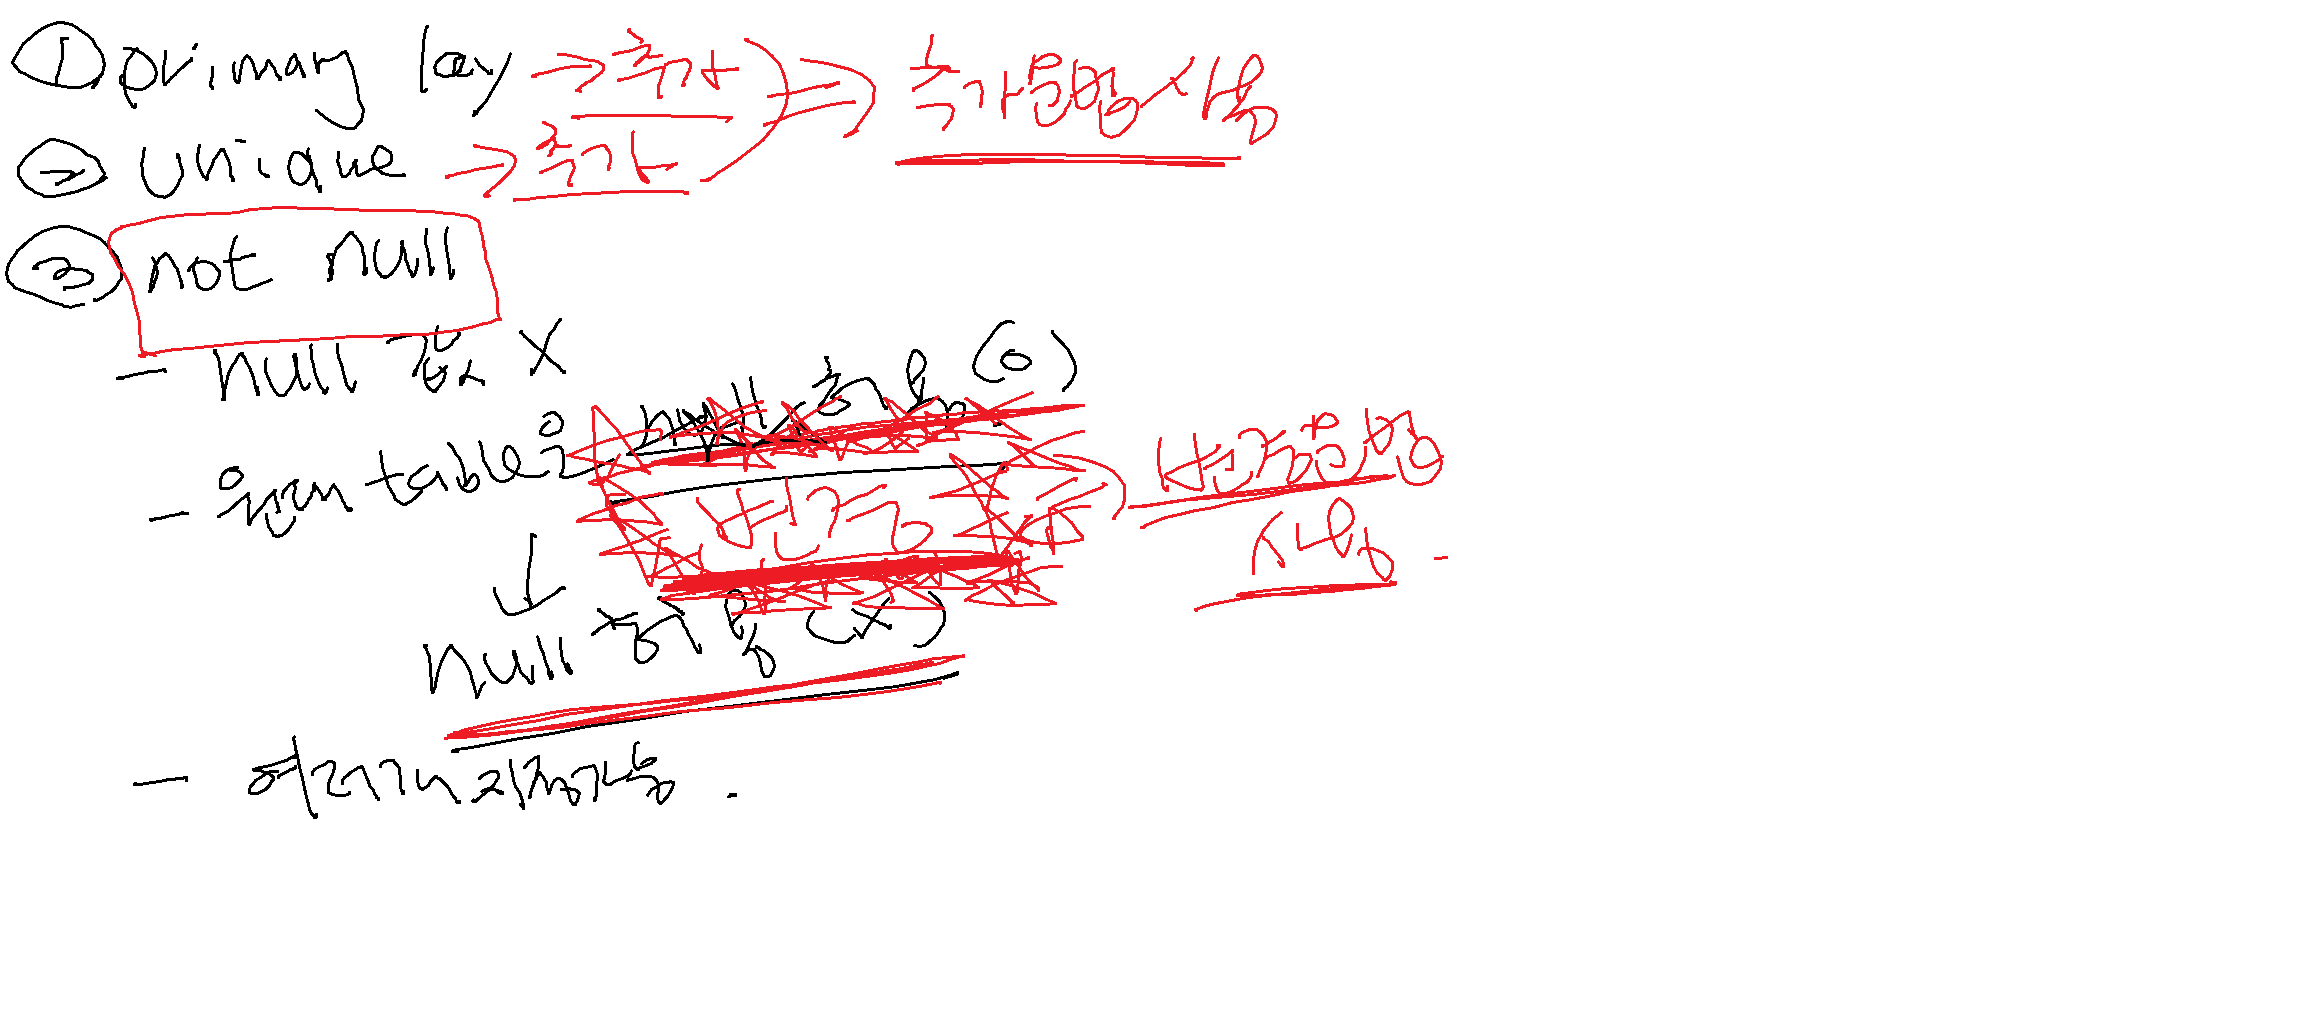 ① primary key → 추가 ⇒ 추가문법사용
② unique → 추가
③ not null
- null 값 X
- 원래 table은 null 허용 (o)
변경 ⇒ 변경문법
사용.
↓
null 허용 (x)
- 여러개 지정가능.